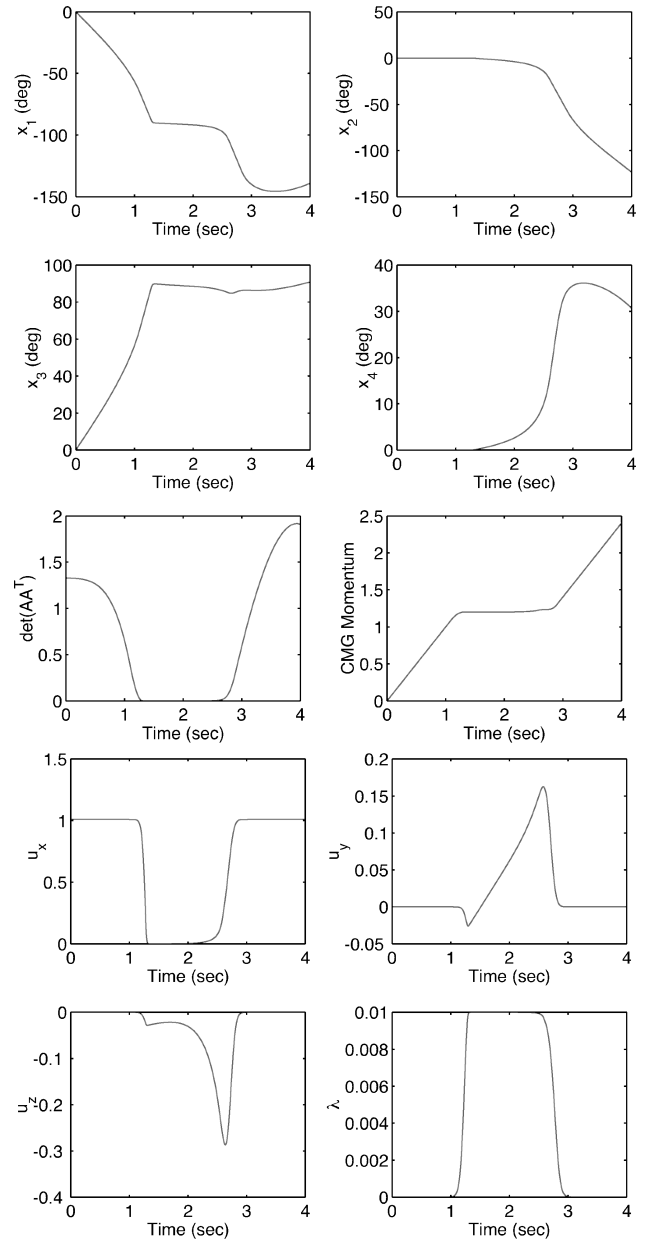 0
-50
-100
-150
x1 (deg)
0 1 2 3 4
Time (sec)
50
0
-50
-100
-150
x2 (deg)
0 1 2 3 4
Time (sec)
100
80
60
40
20
0
x3 (deg)
0 1 2 3 4
Time (sec)
40
30
20
10
0
x4 (deg)
0 1 2 3 4
Time (sec)
2
1.5
1
0.5
0
det(AA^T)
0 1 2 3 4
Time (sec)
2.5
2
1.5
1
0.5
0
CMG Momentum
0 1 2 3 4
Time (sec)
1.5
1
0.5
0
ux
0 1 2 3 4
Time (sec)
0.2
0.15
0.1
0.05
0
-0.05
uy
0 1 2 3 4
Time (sec)
0
-0.1
-0.2
-0.3
-0.4
uz
0 1 2 3 4
Time (sec)
0.01
0.008
0.006
0.004
0.002
0
λ
0 1 2 3 4
Time (sec)